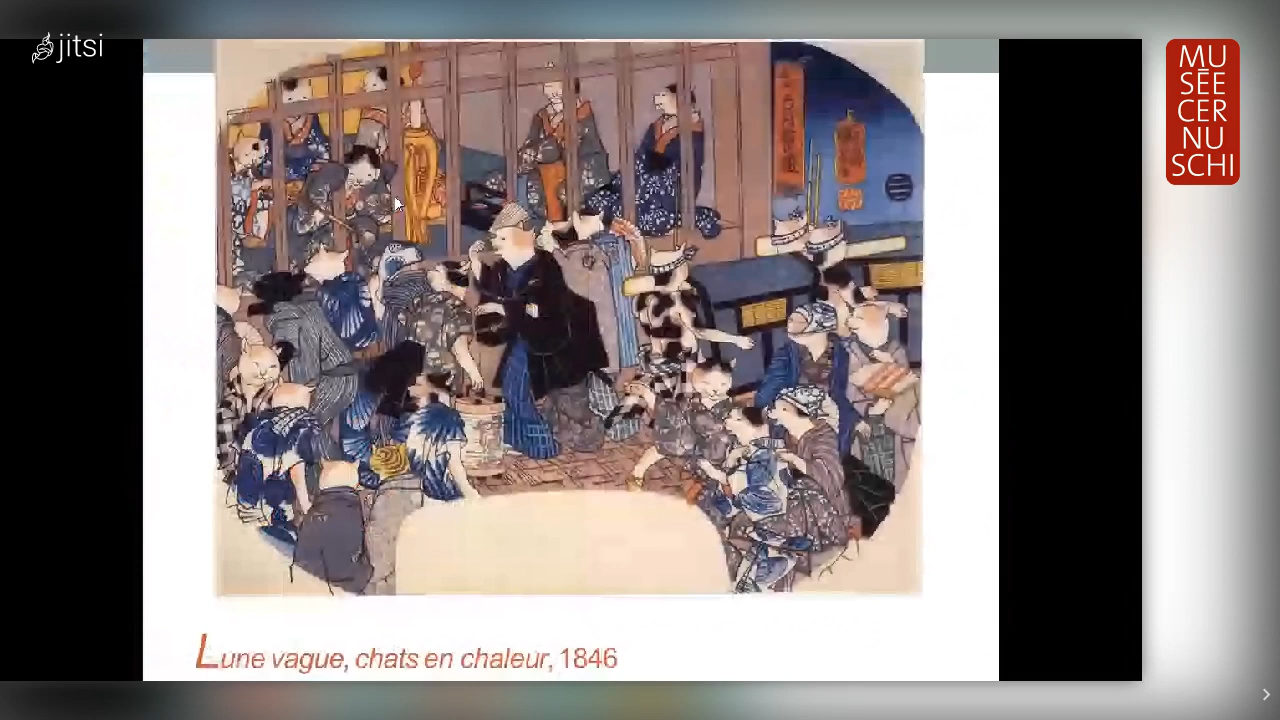 jitsi
MU
SÉE
CER
NU
SCHI
Lune vague, chats en chaleur, 1846